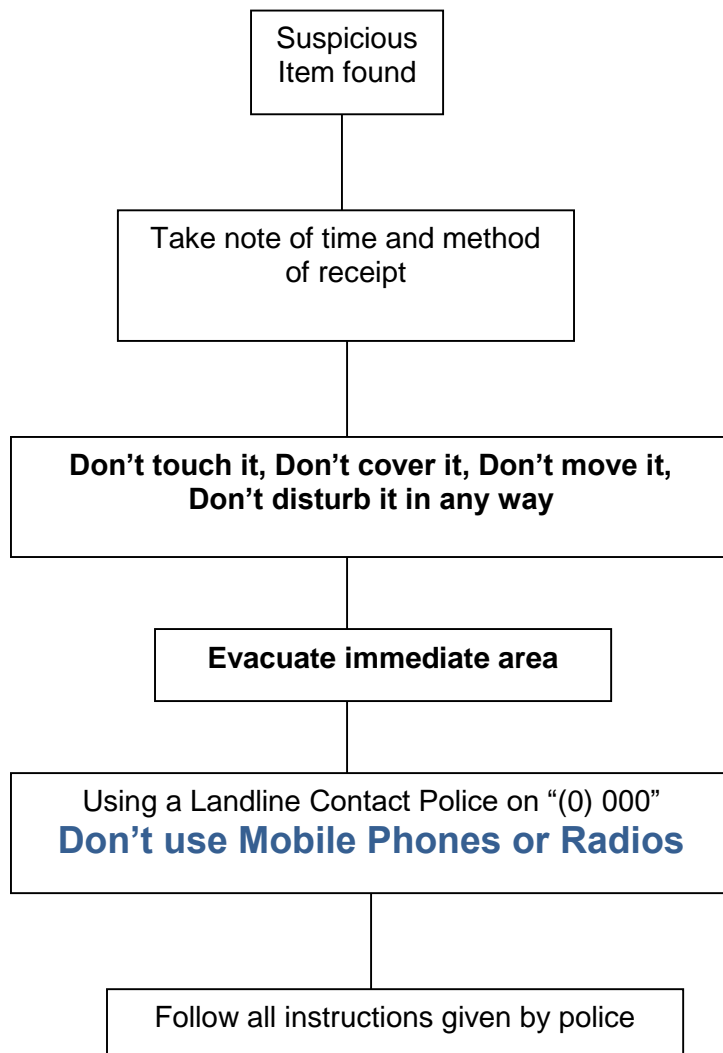 Suspicious
Item found
Take note of time and method
of receipt
Don’t touch it, Don’t cover it, Don’t move it,
Don’t disturb it in any way
Evacuate immediate area
Using a Landline Contact Police on “(0) 000”
Don’t use Mobile Phones or Radios
Follow all instructions given by police